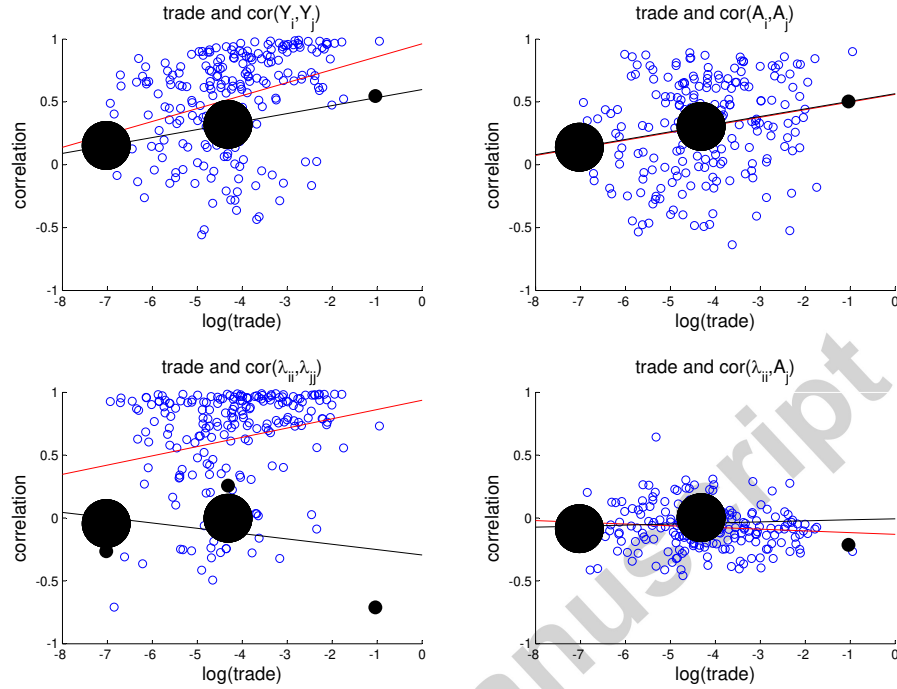 trade and cor(Y_i,Y_j)
correlation
1
0.5
0
-0.5
-1
-8 -7 -6 -5 -4 -3 -2 -1 0
log(trade)
trade and cor(A_i,A_j)
correlation
1
0.5
0
-0.5
-1
-8 -7 -6 -5 -4 -3 -2 -1 0
log(trade)
trade and cor(λ_ii,λ_jj)
correlation
1
0.5
0
-0.5
-1
-8 -7 -6 -5 -4 -3 -2 -1 0
log(trade)
trade and cor(λ_ii,A_j)
correlation
1
0.5
0
-0.5
-1
-8 -7 -6 -5 -4 -3 -2 -1 0
log(trade)
anuscript